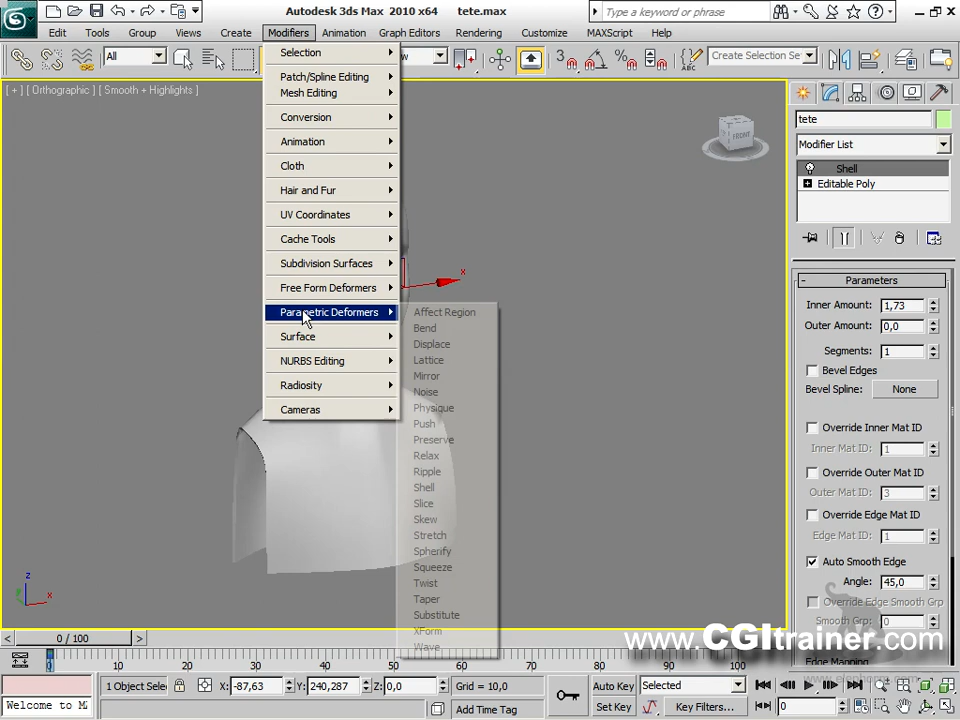 Autodesk 3ds Max 2010 x64 tete.max
Type a keyword or phrase
Edit Tools Group Views Create Modifiers Animation Graph Editors Rendering Customize MAXScript Help
All
Create Selection Se
[ + ] [ Orthographic ] [ Smooth + Highlights ]
Selection
Patch/Spline Editing
Mesh Editing
Conversion
Animation
Cloth
Hair and Fur
UV Coordinates
Cache Tools
Subdivision Surfaces
Free Form Deformers
Parametric Deformers
Surface
NURBS Editing
Radiosity
Cameras
Affect Region
Bend
Displace
Lattice
Mirror
Noise
Physique
Push
Preserve
Relax
Ripple
Shell
Slice
Skew
Stretch
Spherify
Squeeze
Twist
Taper
Substitute
XForm
Wave
FRONT
x
z
x
tete
Modifier List
Shell
Editable Poly
Parameters
Inner Amount: 1,73
Outer Amount: 0,0
Segments: 1
Bevel Edges
Bevel Spline: None
Override Inner Mat ID
Inner Mat ID: 1
Override Outer Mat ID
Outer Mat ID: 3
Override Edge Mat ID
Edge Mat ID: 1
Auto Smooth Edge
Angle: 45,0
Override Edge Smooth Grp
Smooth Grp: 0
Edge Mapping
www.CGItrainer.com
0 / 100
0 10 20 30 40 50 60 70 80 90 100
1 Object Selec X: -87,63 Y: 240,287 Z: 0,0 Grid = 10,0 Auto Key Selected
Welcome to M Add Time Tag Set Key Key Filters... 0